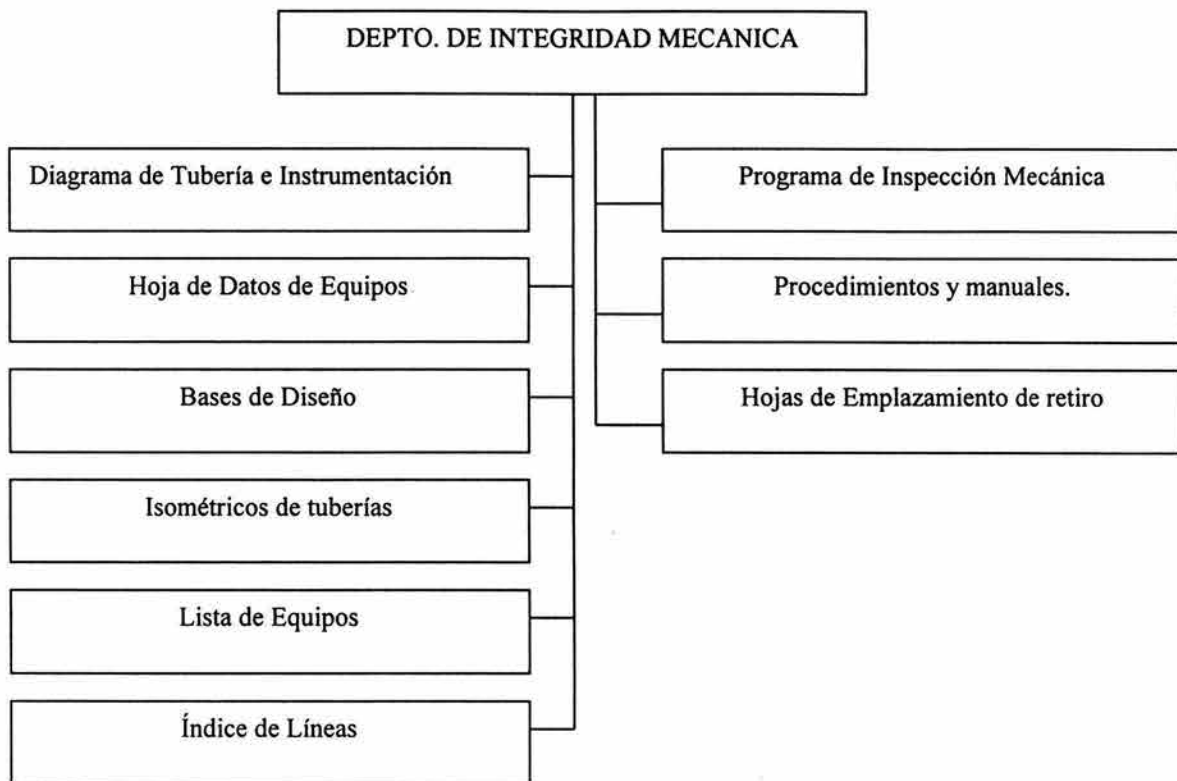 DEPTO. DE INTEGRIDAD MECANICA
Diagrama de Tubería e Instrumentación
Hoja de Datos de Equipos
Bases de Diseño
Isométricos de tuberías
Lista de Equipos
Índice de Líneas
Programa de Inspección Mecánica
Procedimientos y manuales.
Hojas de Emplazamiento de retiro